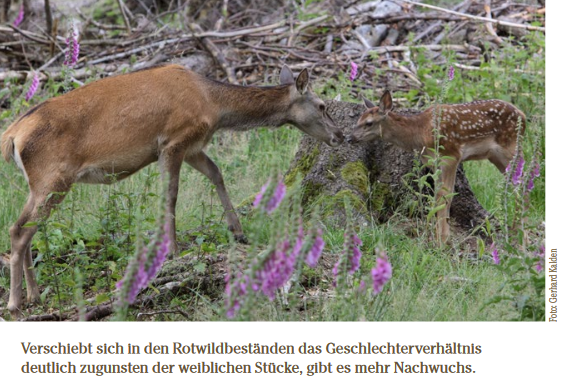 Foto: Gerhard Kalden
Verschiebt sich in den Rotwildbeständen das Geschlechterverhältnis
deutlich zugunsten der weiblichen Stücke, gibt es mehr Nachwuchs.